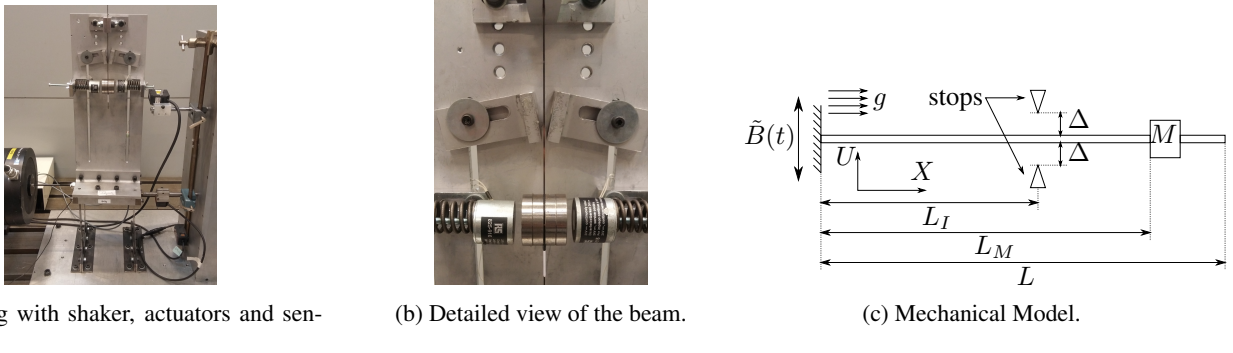 g with shaker, actuators and sen-
(b) Detailed view of the beam.
B̃(t)
g
stops
Δ
Δ
M
U
X
L_I
L_M
L
(c) Mechanical Model.